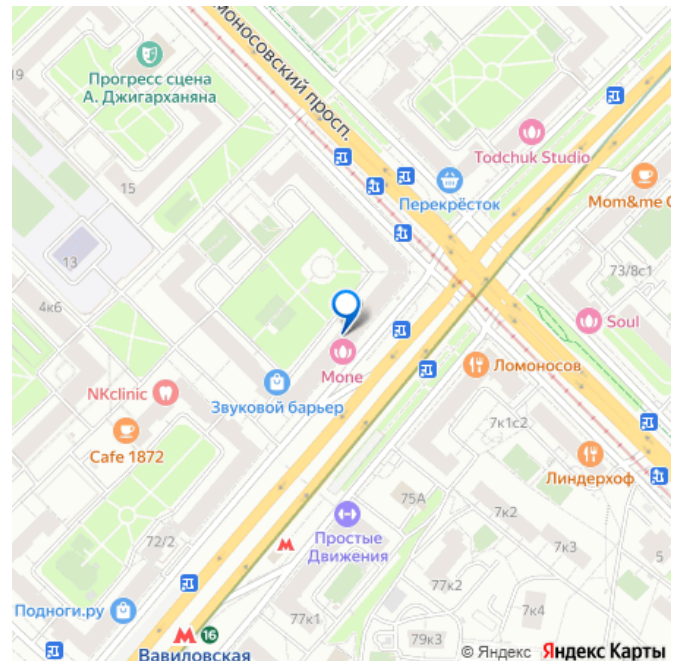 19
Прогресс сцена
А. Джигарханяна
моносовский просп.
Todchuk Studio
Перекрёсток
Mom&me C
15
13
4к6
73/8с1
Soul
Mone
NKclinic
Звуковой барьер
Ломоносов
Cafe 1872
7к1с2
Линдерхоф
75А
7к2
Простые
Движения
7к3
5
72/2
77к2
Подноги.ру
77к1
7к4
16
79к3
Вавиловская
© Яндекс Яндекс Карты